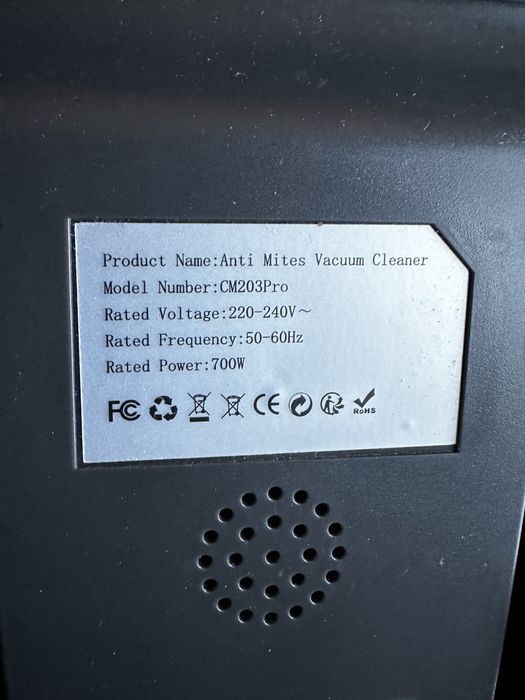 Product Name:Anti Mites Vacuum Cleaner
Model Number:CM203Pro
Rated Voltage:220-240V～
Rated Frequency:50-60Hz
Rated Power:700W
FC CE RoHS